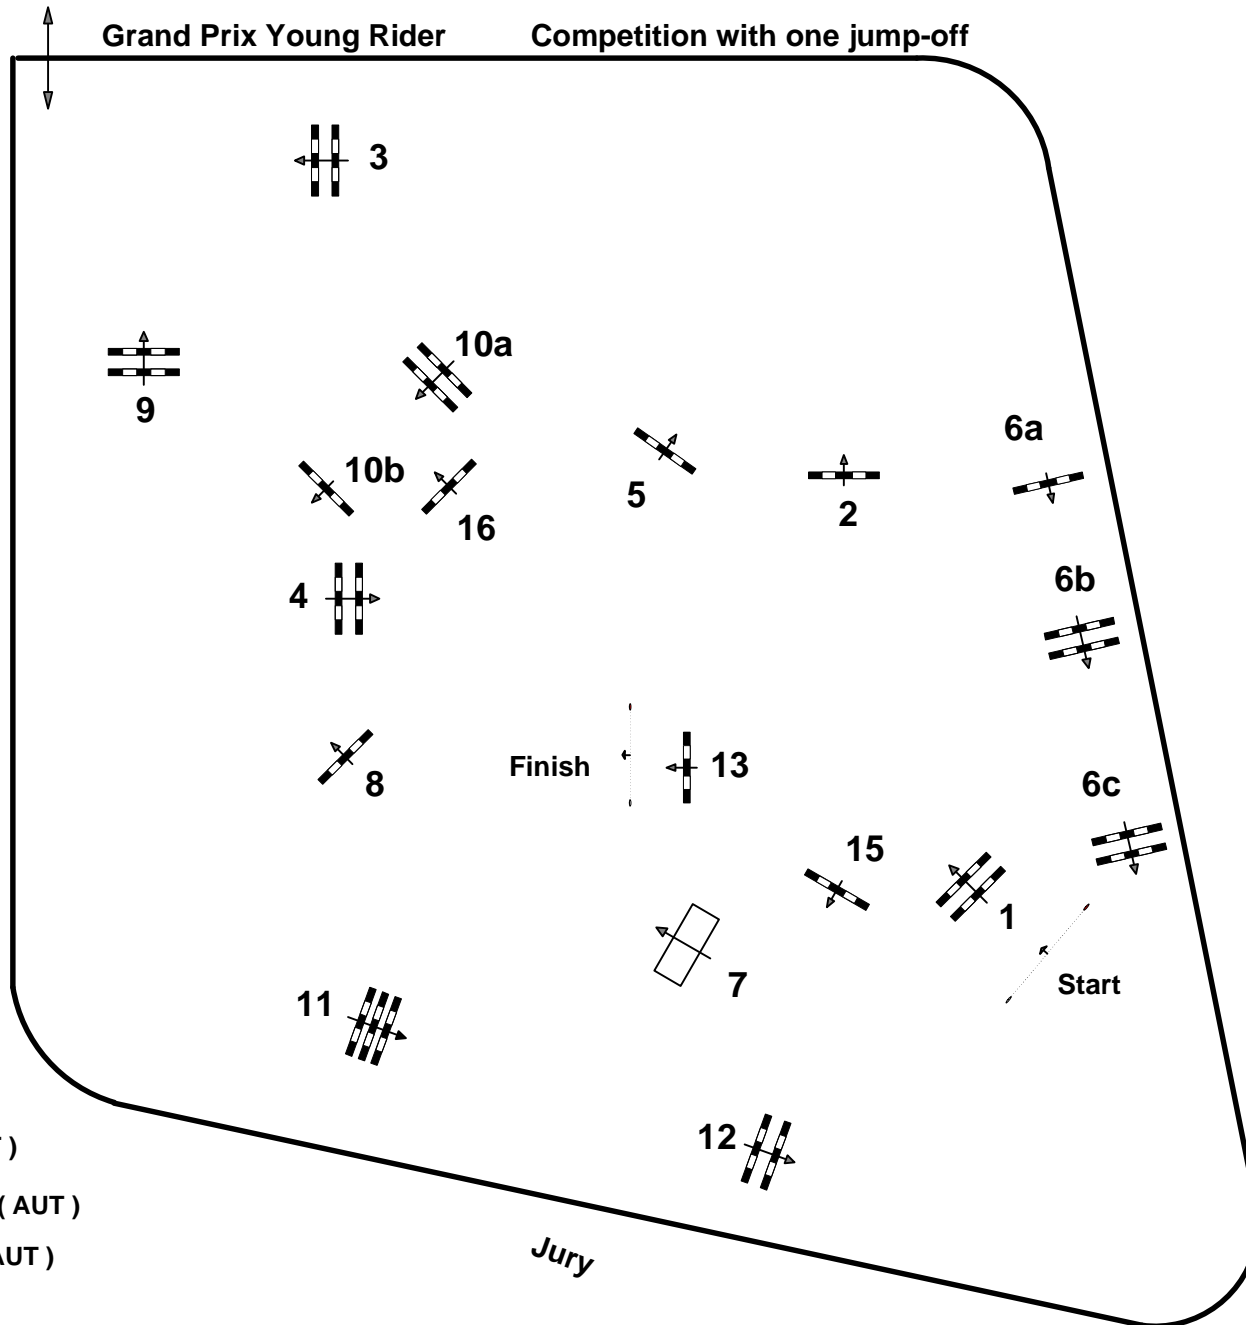 Grand Prix Young Rider Competition with one jump-off
3
10a
9
6a
10b
5
2
16
6b
4
Finish
13
8
6c
15
1
7
Start
11
12
T )
( AUT )
AUT )
Jury